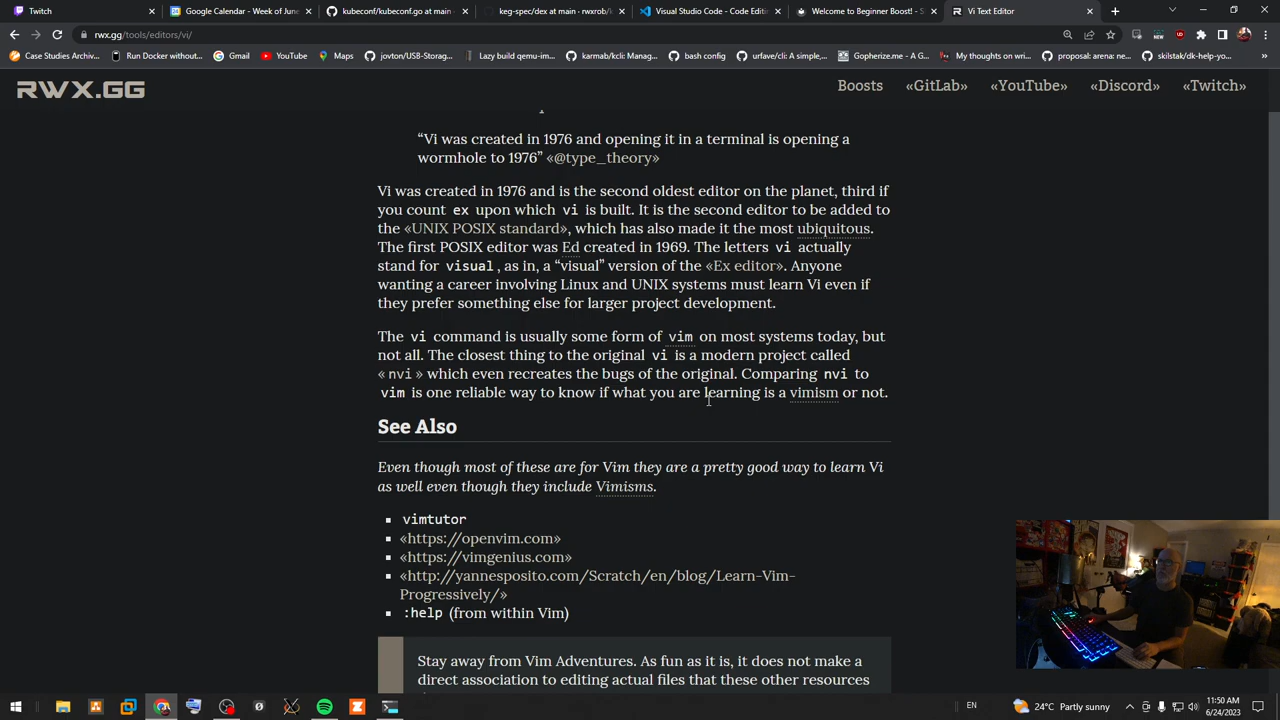 Twitch
Google Calendar - Week of June
kubeconf/kubeconf.go at main
keg-spec/dex at main · rwxrob/k
Visual Studio Code - Code Editin
Welcome to Beginner Boost! - S
Vi Text Editor
rwx.gg/tools/editors/vi/
Case Studies Archiv...
Run Docker without...
Gmail
YouTube
Maps
jovton/USB-Storag...
Lazy build qemu-im...
karmab/kcli: Manag...
bash config
urfave/cli: A simple,...
Gopherize.me - A G...
My thoughts on wri...
proposal: arena: ne...
skilstak/dk-help-yo...
RWX.GG
Boosts «GitLab» «YouTube» «Discord» «Twitch»
“Vi was created in 1976 and opening it in a terminal is opening a
wormhole to 1976” «@type_theory»
Vi was created in 1976 and is the second oldest editor on the planet, third if
you count ex upon which vi is built. It is the second editor to be added to
the «UNIX POSIX standard», which has also made it the most ubiquitous.
The first POSIX editor was Ed created in 1969. The letters vi actually
stand for visual, as in, a “visual” version of the «Ex editor». Anyone
wanting a career involving Linux and UNIX systems must learn Vi even if
they prefer something else for larger project development.
The vi command is usually some form of vim on most systems today, but
not all. The closest thing to the original vi is a modern project called
«nvi» which even recreates the bugs of the original. Comparing nvi to
vim is one reliable way to know if what you are learning is a vimism or not.
See Also
Even though most of these are for Vim they are a pretty good way to learn Vi
as well even though they include Vimisms.
▪ vimtutor
▪ «https://openvim.com»
▪ «https://vimgenius.com»
▪ «http://yannesposito.com/Scratch/en/blog/Learn-Vim-
Progressively/»
▪ :help (from within Vim)
Stay away from Vim Adventures. As fun as it is, it does not make a
direct association to editing actual files that these other resources
24°C Partly sunny
EN
11:50 AM
6/24/2023